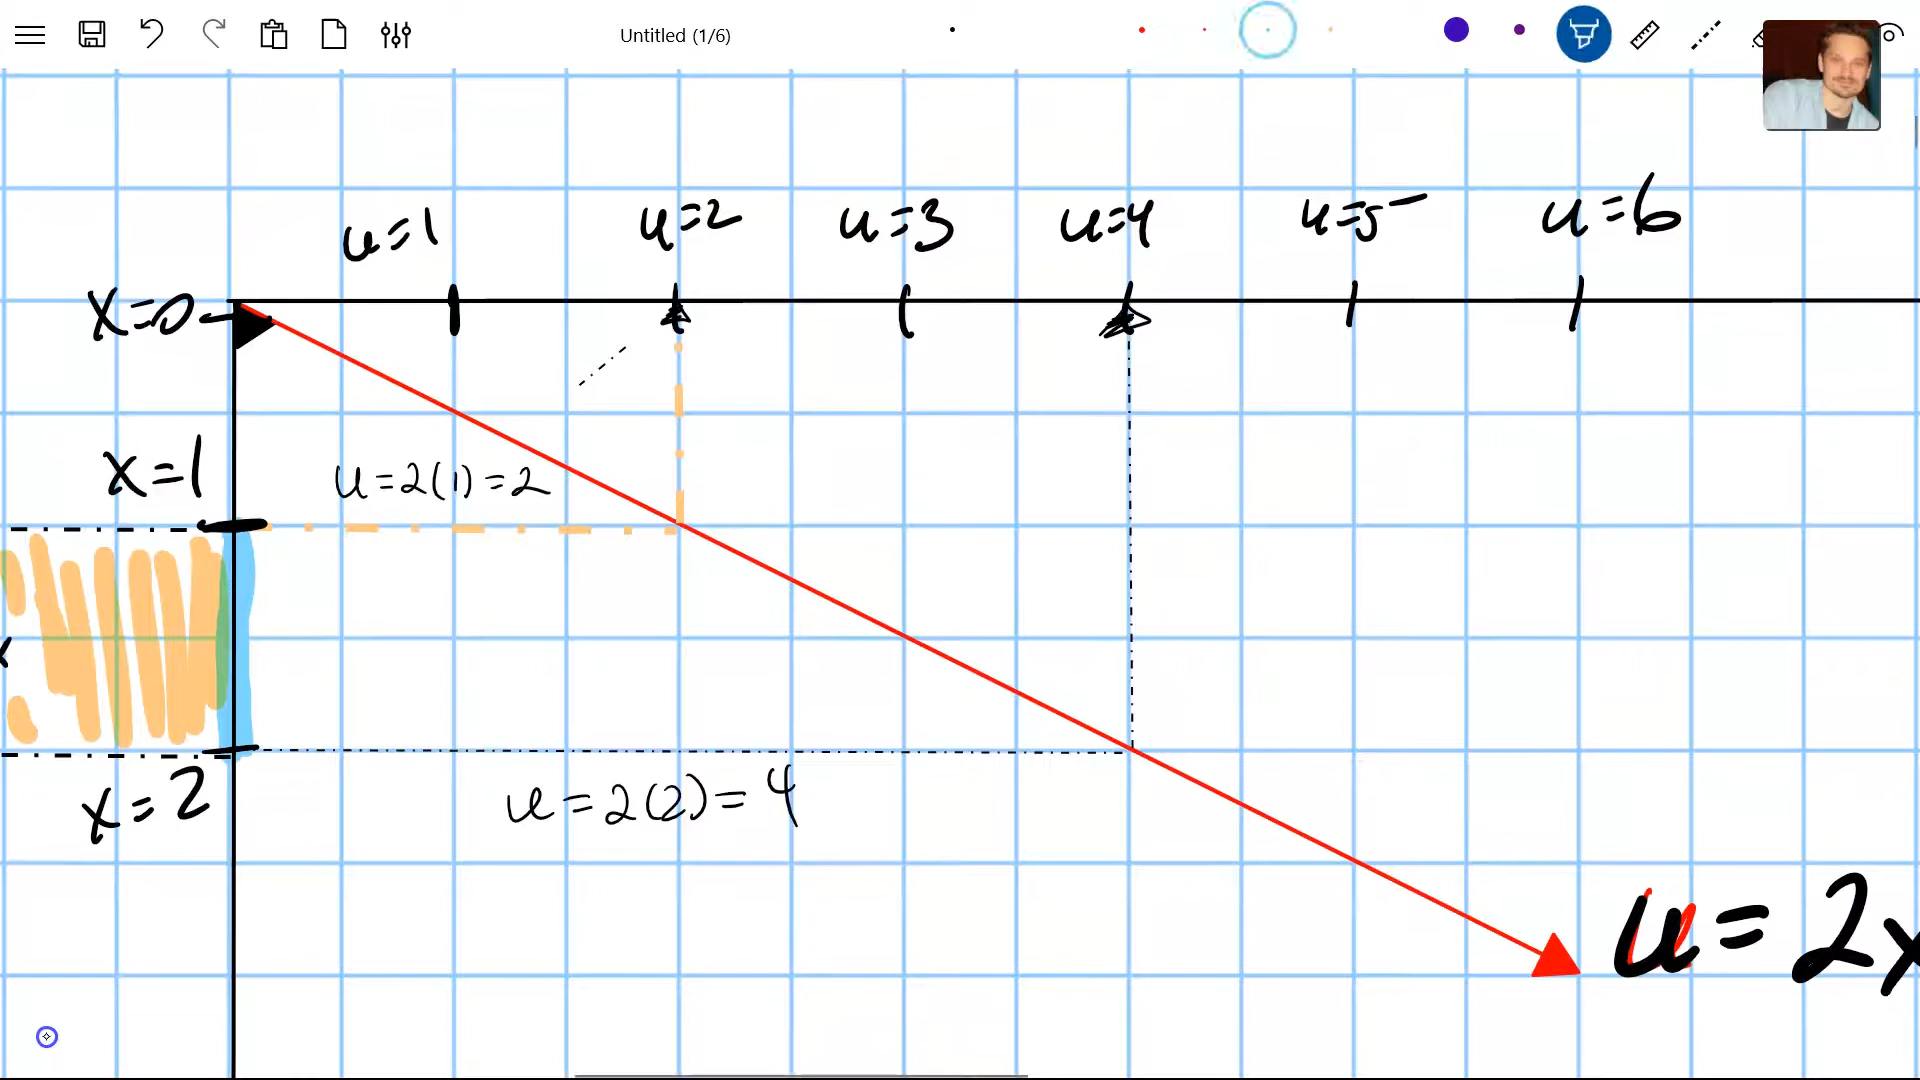 Untitled (1/6)
u=1 u=2 u=3 u=4 u=5 u=6
x=0
x=1
u=2(1)=2
x=2
u=2(2)=4
u=2x